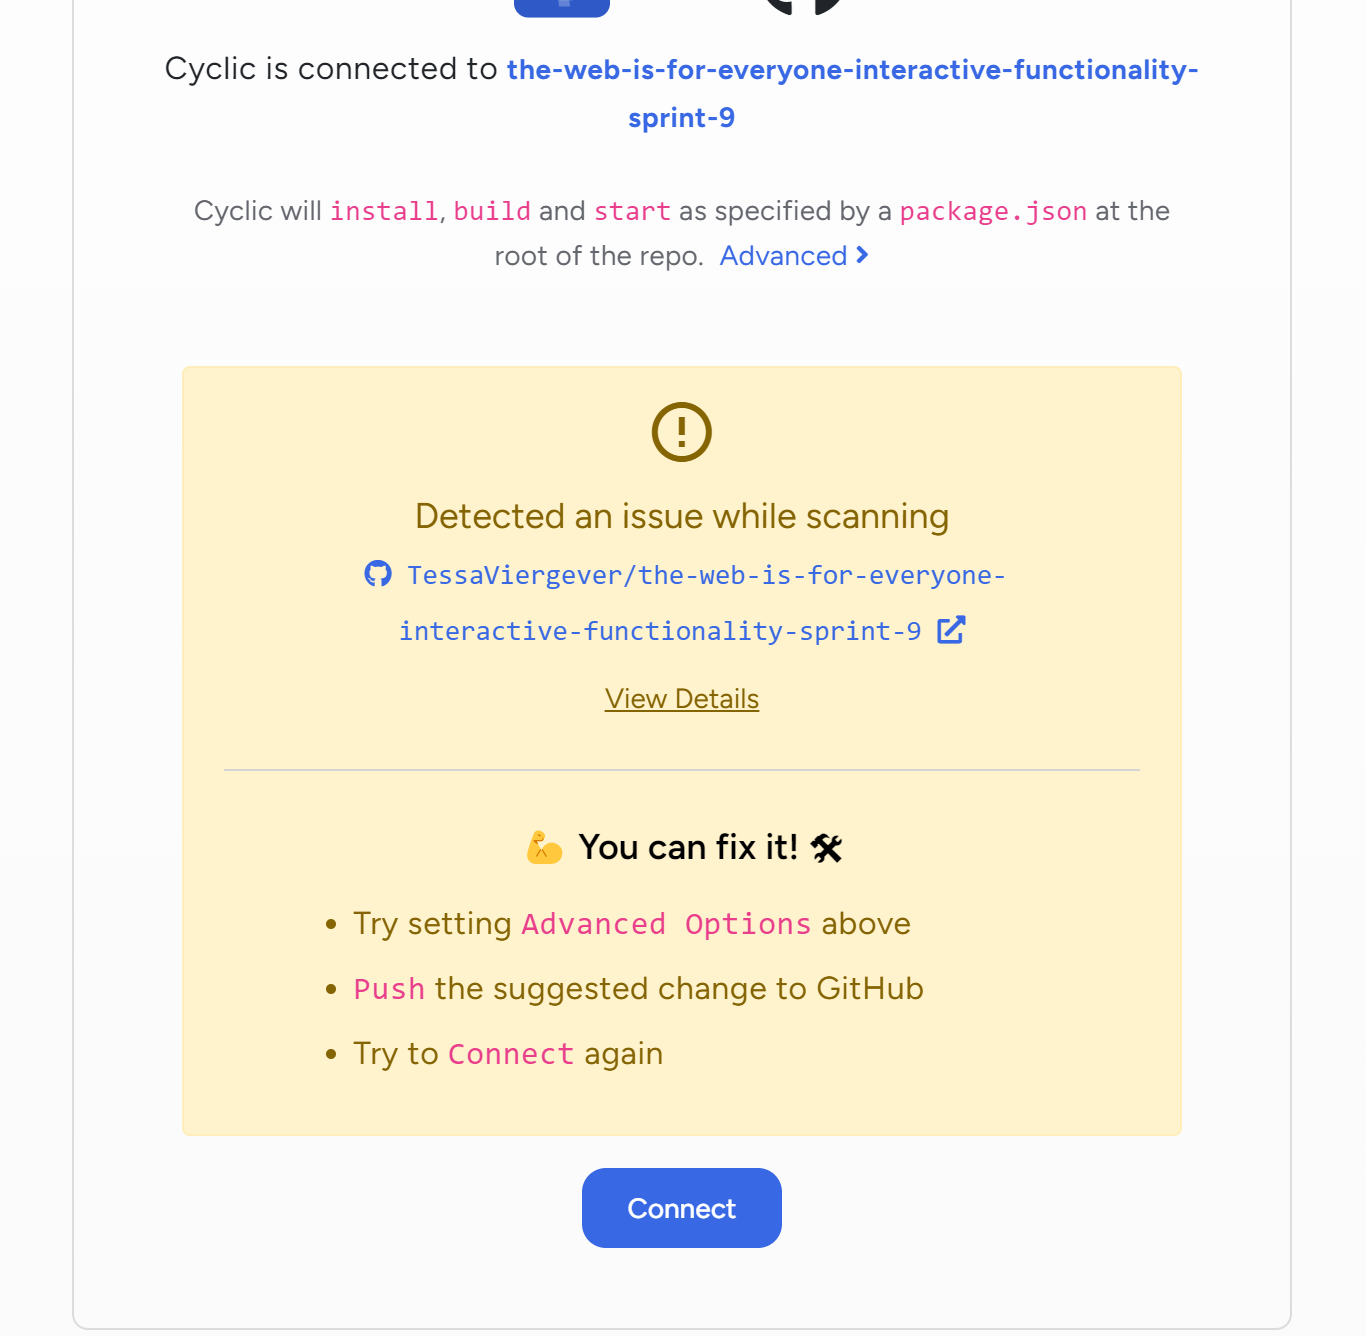 Cyclic is connected to the-web-is-for-everyone-interactive-functionality-
sprint-9
Cyclic will install, build and start as specified by a package.json at the
root of the repo. Advanced
Detected an issue while scanning
TessaViergever/the-web-is-for-everyone-
interactive-functionality-sprint-9
View Details
You can fix it!
• Try setting Advanced Options above
• Push the suggested change to GitHub
• Try to Connect again
Connect